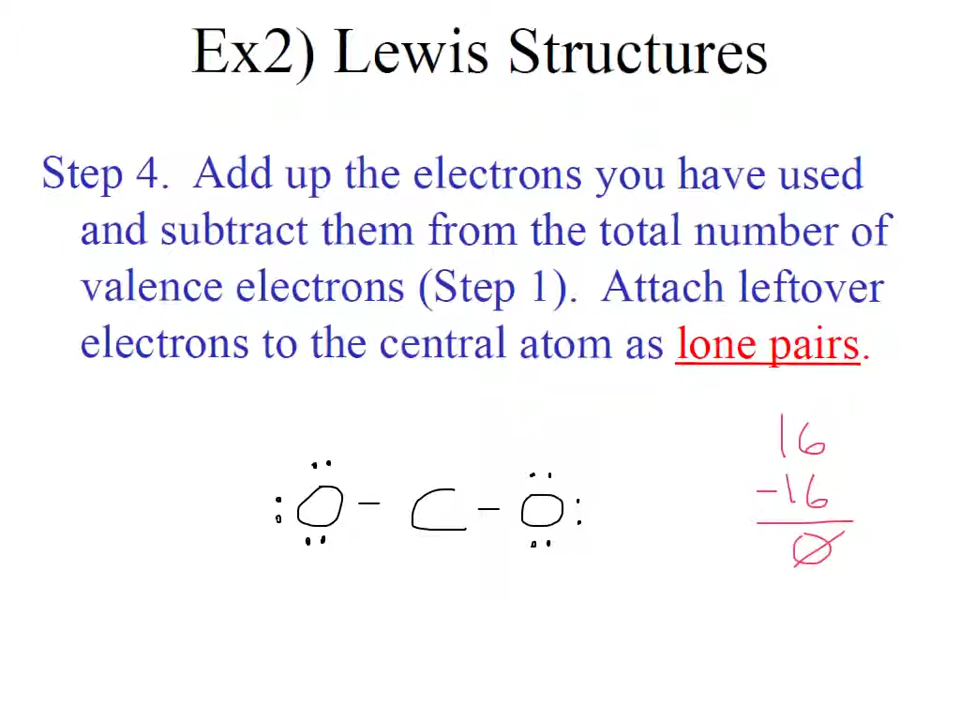 Ex2) Lewis Structures
Step 4. Add up the electrons you have used
and subtract them from the total number of
valence electrons (Step 1). Attach leftover
electrons to the central atom as lone pairs.
:O - C - O:
16
-16
0